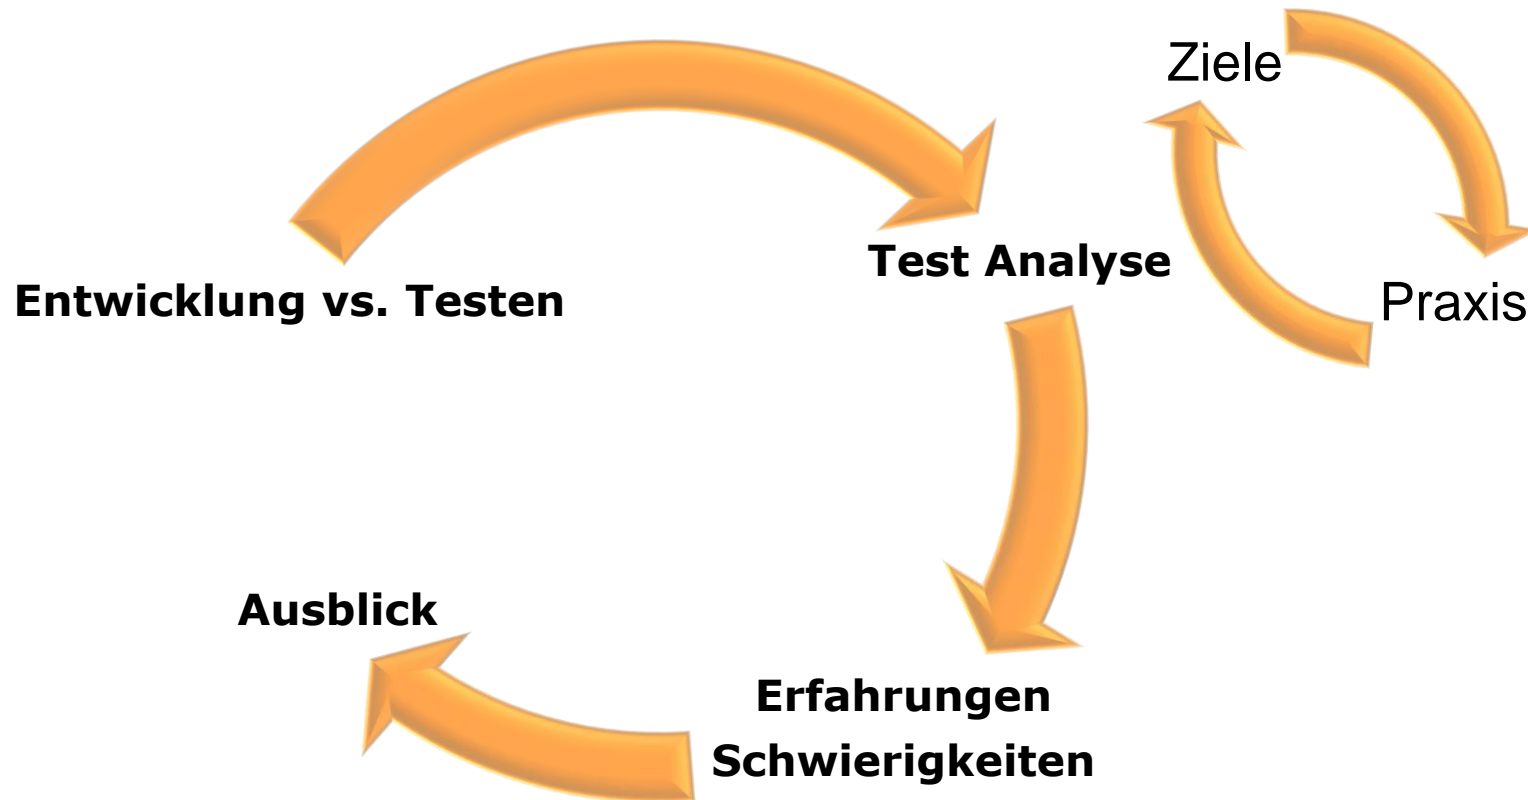 Ziele
Test Analyse
Entwicklung vs. Testen
Praxis
Ausblick
Erfahrungen
Schwierigkeiten